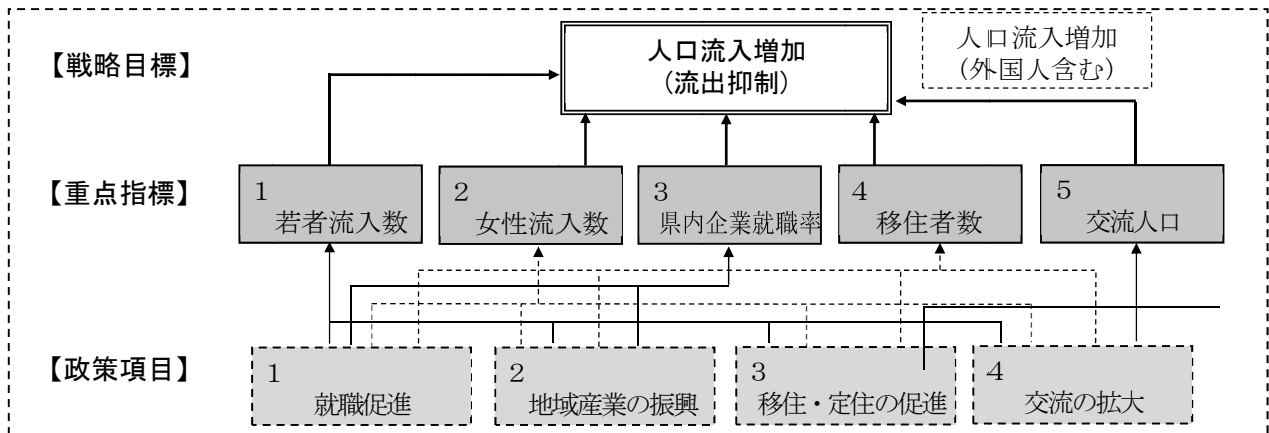 【戦略目標】
人口流入増加
（流出抑制）
人口流入増加
（外国人含む）
【重点指標】
1
若者流入数
2
女性流入数
3
県内企業就職率
4
移住者数
5
交流人口
【政策項目】
1
就職促進
2
地域産業の振興
3
移住・定住の促進
4
交流の拡大